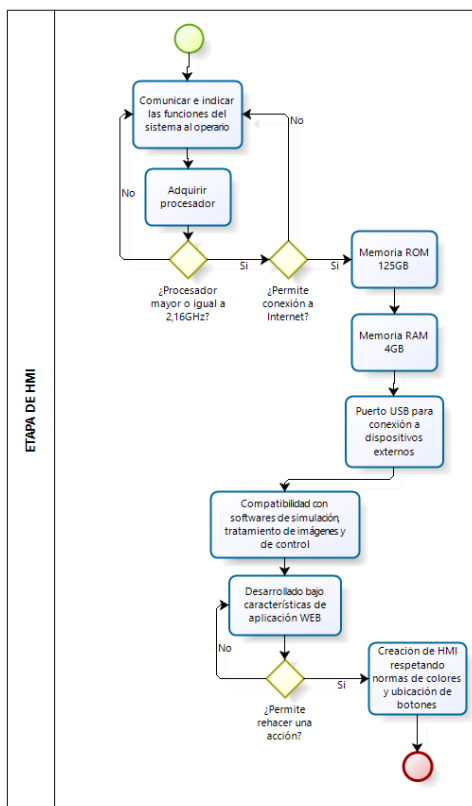 ETAPA DE HMI
Comunicar e indicar
las funciones del
sistema al operario
No
No
Adquirir
procesador
Si
Si
¿Procesador
mayor o igual a
2,16GHz?
¿Permite
conexión a
Internet?
Memoria ROM
125GB
Memoria RAM
4GB
Puerto USB para
conexión a
dispositivos
externos
Compatibilidad con
softwares de simulación,
tratamiento de imágenes y
de control
Desarrollado bajo
características de
aplicación WEB
No
Si
¿Permite
rehacer una
acción?
Creación de HMI
respetando
normas de colores
y ubicación de
botones